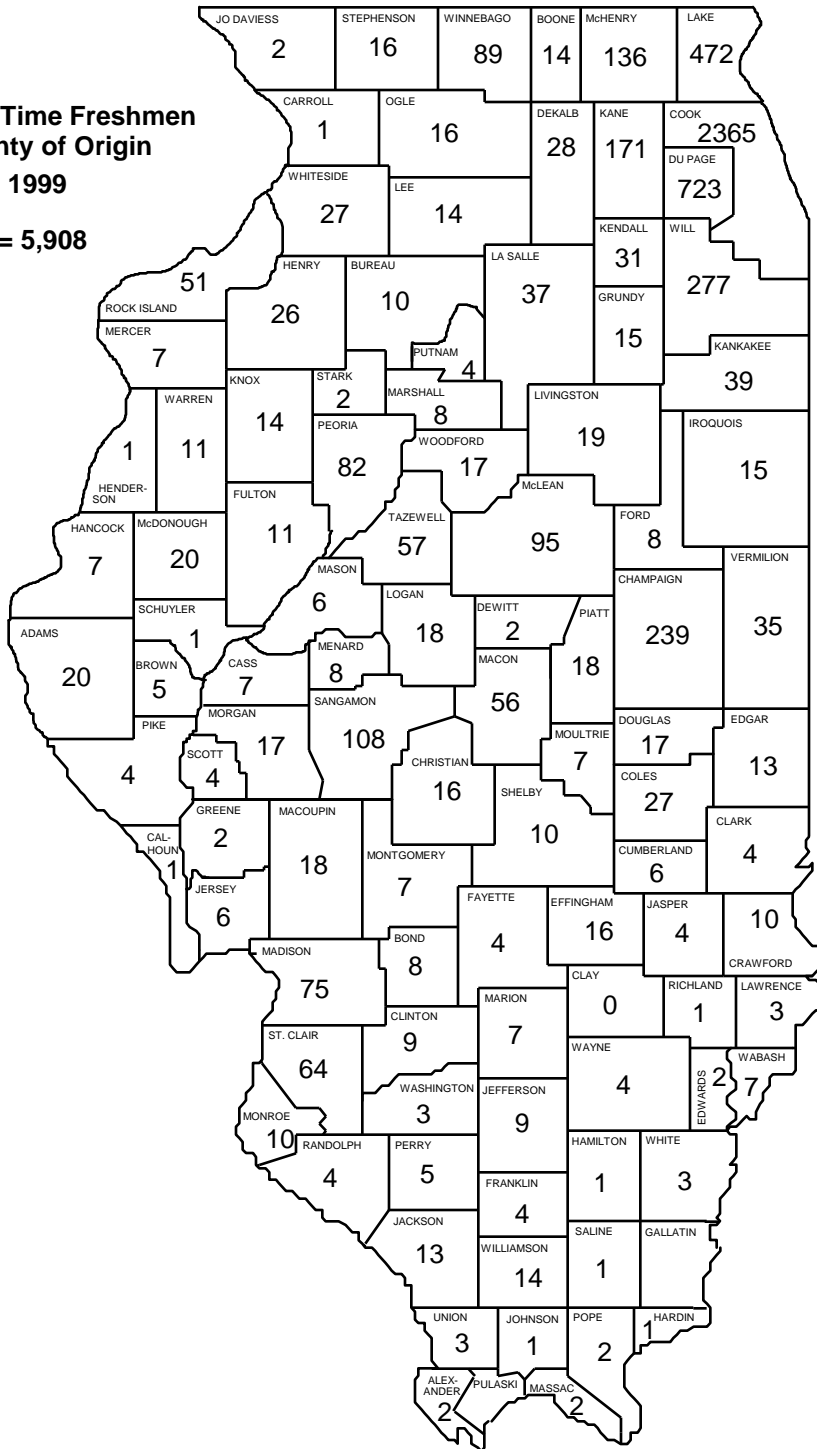 JO DAVIESS
2
STEPHENSON
16
WINNEBAGO
89
BOONE
14
McHENRY
136
LAKE
472
Time Freshmen
nty of Origin
1999
= 5,908
CARROLL
1
OGLE
16
DEKALB
28
KANE
171
COOK
2365
DU PAGE
723
WHITESIDE
27
LEE
14
KENDALL
31
WILL
277
ROCK ISLAND
51
HENRY
26
BUREAU
10
LA SALLE
37
GRUNDY
15
MERCER
7
PUTNAM
4
KANKAKEE
39
WARREN
11
KNOX
14
STARK
2
MARSHALL
8
LIVINGSTON
19
IROQUOIS
15
1
HENDER-
SON
PEORIA
82
WOODFORD
17
McLEAN
95
FORD
8
HANCOCK
7
McDONOUGH
20
FULTON
11
TAZEWELL
57
VERMILION
35
MASON
6
LOGAN
18
DEWITT
2
PIATT
18
CHAMPAIGN
239
ADAMS
20
SCHUYLER
1
BROWN
5
CASS
7
MENARD
8
MACON
56
PIKE
4
MORGAN
17
SCOTT
4
SANGAMON
108
CHRISTIAN
16
MOULTRIE
7
DOUGLAS
17
EDGAR
13
SHELBY
10
COLES
27
CAL-
HOUN
1
GREENE
2
MACOUPIN
18
MONTGOMERY
7
CUMBERLAND
6
CLARK
4
JERSEY
6
FAYETTE
4
EFFINGHAM
16
JASPER
4
10
CRAWFORD
MADISON
75
BOND
8
CLAY
0
RICHLAND
1
LAWRENCE
3
ST. CLAIR
64
CLINTON
9
MARION
7
WAYNE
4
EDWARDS
2
WABASH
7
MONROE
10
WASHINGTON
3
JEFFERSON
9
RANDOLPH
4
PERRY
5
HAMILTON
1
WHITE
3
FRANKLIN
4
JACKSON
13
WILLIAMSON
14
SALINE
1
GALLATIN
UNION
3
JOHNSON
1
POPE
2
HARDIN
1
ALEX-
ANDER
2
PULASKI
MASSAC
2